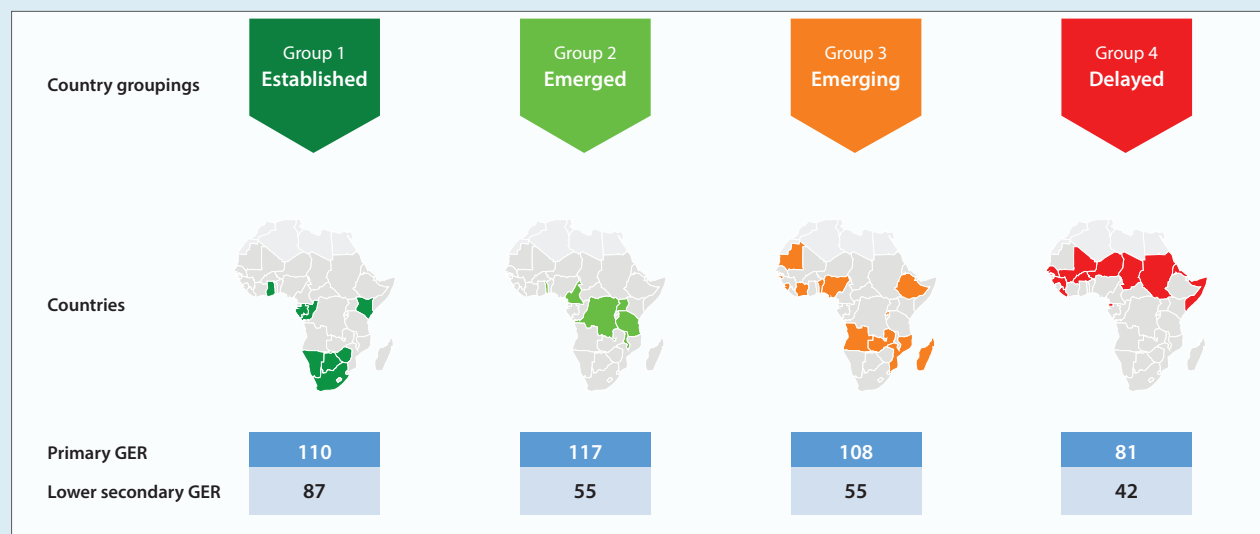 Country groupings
Group 1
Established
Group 2
Emerged
Group 3
Emerging
Group 4
Delayed
Countries
Primary GER 110 117 108 81
Lower secondary GER 87 55 55 42